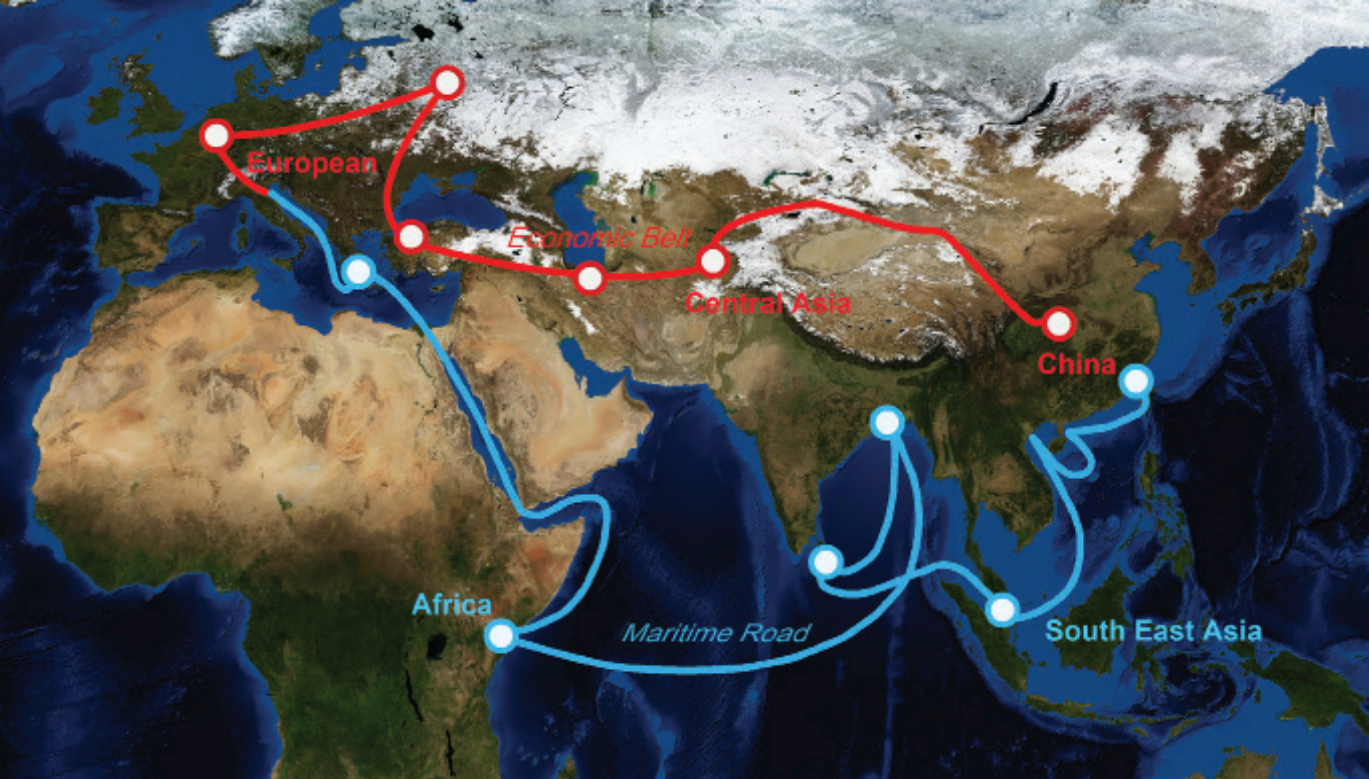 European
Economic Belt
Central Asia
China
Africa
Maritime Road
South East Asia